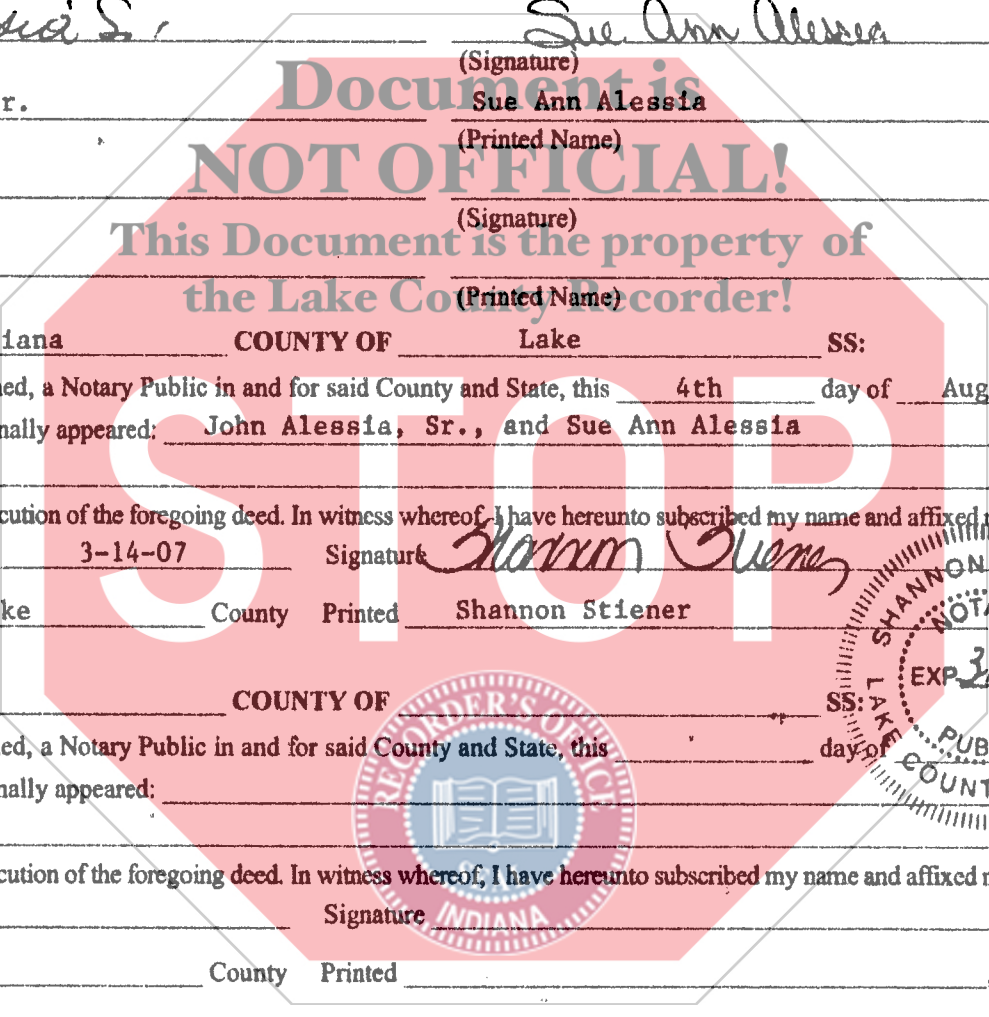 Sue Ann Alessia
(Signature)
Document is
r. Sue Ann Alessia
(Printed Name)
NOT OFFICIAL!
(Signature)
This Document is the property of
the Lake County Recorder!
(Printed Name)
iana COUNTY OF Lake SS:
ned, a Notary Public in and for said County and State, this 4th day of Aug
nally appeared: John Alessia, Sr., and Sue Ann Alessia
STOP
cution of the foregoing deed. In witness whereof, I have hereunto subscribed my name and affixed
3-14-07 Signature Shannon Stiener
ke County Printed Shannon Stiener
SHANNON
NOTA
EXP 3
PUB
LAKE COUNT
COUNTY OF SS:
ed, a Notary Public in and for said County and State, this day of
nally appeared:
RECORDER'S OFFICE
INDIANA
cution of the foregoing deed. In witness whereof, I have hereunto subscribed my name and affixed
Signature
County Printed